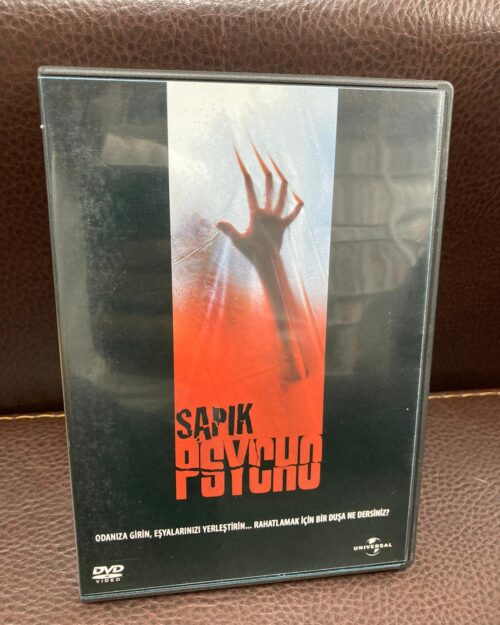 SAPIK
PSYCHO
ODANIZA GİRİN, EŞYALARINIZI YERLEŞTİRİN... RAHATLAMAK İÇİN BİR DUŞA NE DERSİNİZ?
DVD
VIDEO
UNIVERSAL